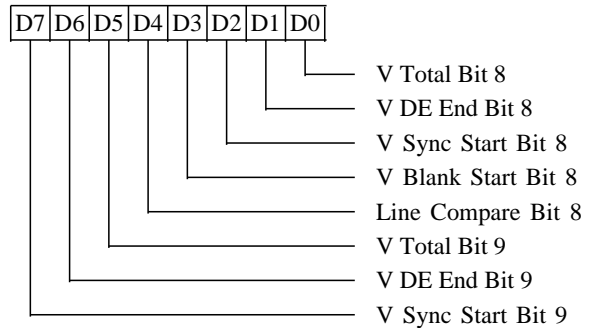 D7 D6 D5 D4 D3 D2 D1 D0
V Total Bit 8
V DE End Bit 8
V Sync Start Bit 8
V Blank Start Bit 8
Line Compare Bit 8
V Total Bit 9
V DE End Bit 9
V Sync Start Bit 9